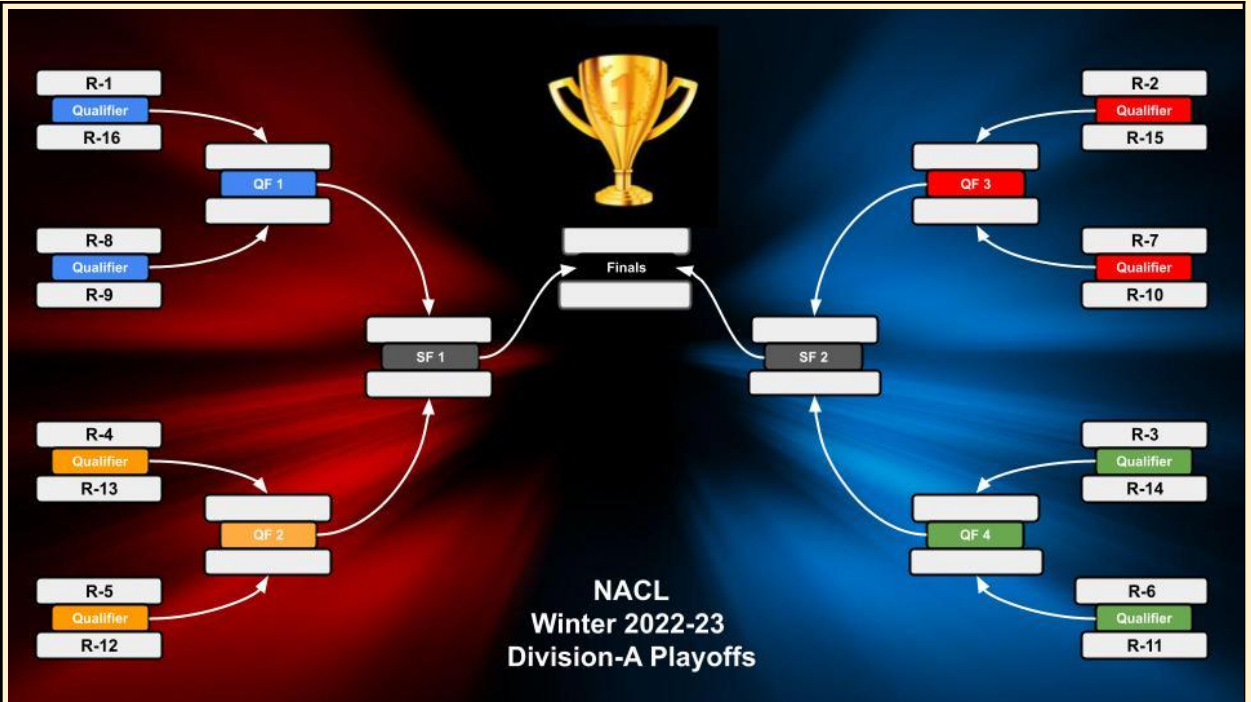 R-1
Qualifier
R-16
QF 1
R-8
Qualifier
R-9
SF 1
R-4
Qualifier
R-13
QF 2
R-5
Qualifier
R-12
1
Finals
R-2
Qualifier
R-15
QF 3
R-7
Qualifier
R-10
SF 2
R-3
Qualifier
R-14
QF 4
R-6
Qualifier
R-11
NACL
Winter 2022-23
Division-A Playoffs